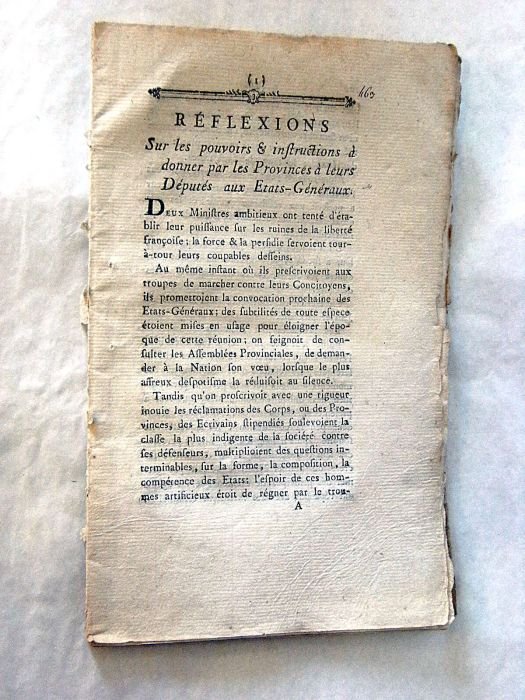 (1)
463
RÉFLEXIONS
Sur les pouvoirs & inſtructions à
donner par les Provinces à leurs
Députés aux Etats-Généraux.
DEUX Miniſtres ambitieux ont tenté d'éta-
blir leur puiſſance ſur les ruines de la liberté
françoiſe; la force & la perfidie ſervoient tour-
à-tour leurs coupables deſſeins.
Au même inſtant où ils preſcrivoient aux
troupes de marcher contre leurs Concitoyens,
ils promettoient la convocation prochaine des
Etats-Généraux; des ſubtilités de toute eſpece
étoient miſes en uſage pour éloigner l'épo-
que de cette réunion; on feignoit de con-
ſulter les Aſſemblées Provinciales, de deman-
der à la Nation ſon vœu, lorſque le plus
affreux deſpotiſme la réduiſoit au ſilence.
Tandis qu'on proſcrivoit avec une rigueur
inouie les réclamations des Corps, ou des Pro-
vinces, des Ecrivains ſtipendiés ſoulevoient la
claſſe la plus indigente de la ſociété contre
ſes défenſeurs, multiplioient des queſtions in-
terminables, ſur la forme, la compoſition, la
compétence des Etats: l'eſpoir de ces hom-
mes artificieux étoit de régner par le trou-
A